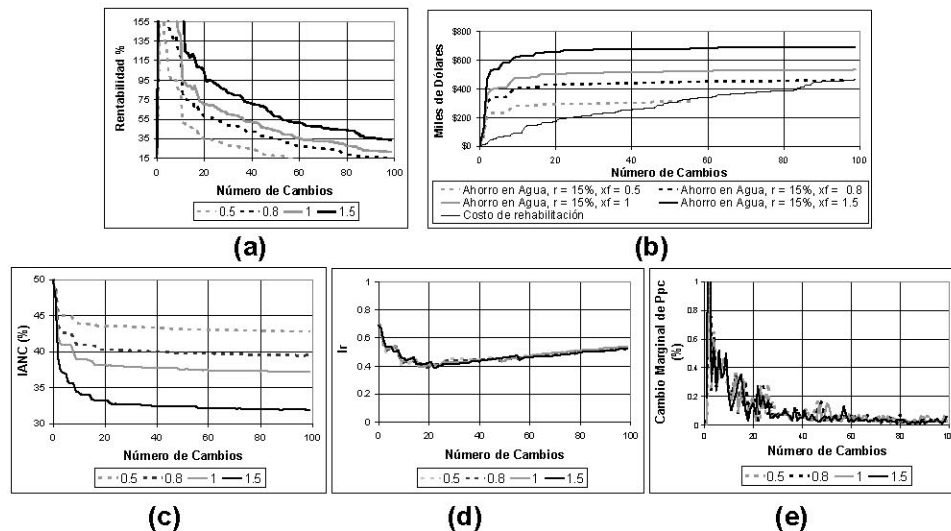 155
135
115
95
75
55
35
15
0 20 40 60 80 100
Rentabilidad %
Número de Cambios
0.5 0.8 1 1.5
(a)
$800
$600
$400
$200
$0
0 20 40 60 80 100
Miles de Dólares
Número de Cambios
Ahorro en Agua, r = 15%, xf = 0.5
Ahorro en Agua, r = 15%, xf = 0.8
Ahorro en Agua, r = 15%, xf = 1
Ahorro en Agua, r = 15%, xf = 1.5
Costo de rehabilitación
(b)
50
45
40
35
30
0 20 40 60 80 100
IANC (%)
Número de Cambios
0.5 0.8 1 1.5
(c)
1
0.8
0.6
0.4
0.2
0
0 20 40 60 80 100
Ir
Número de Cambios
0.5 0.8 1 1.5
(d)
1
0.8
0.6
0.4
0.2
0
0 20 40 60 80 100
Cambio Marginal de Ppc
(%)
Número de Cambios
0.5 0.8 1 1.5
(e)